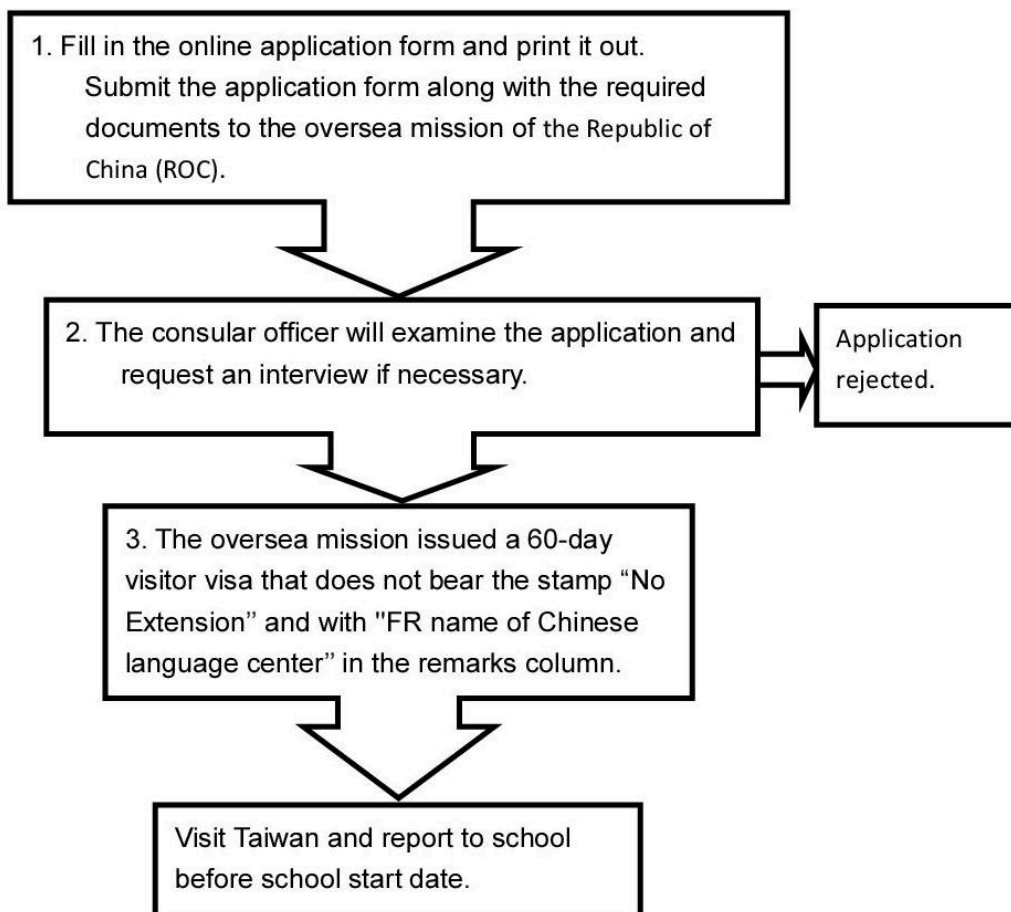 1. Fill in the online application form and print it out.
Submit the application form along with the required
documents to the oversea mission of the Republic of
China (ROC).
2. The consular officer will examine the application and
request an interview if necessary.
Application
rejected.
3. The oversea mission issued a 60-day
visitor visa that does not bear the stamp “No
Extension” and with "FR name of Chinese
language center” in the remarks column.
Visit Taiwan and report to school
before school start date.